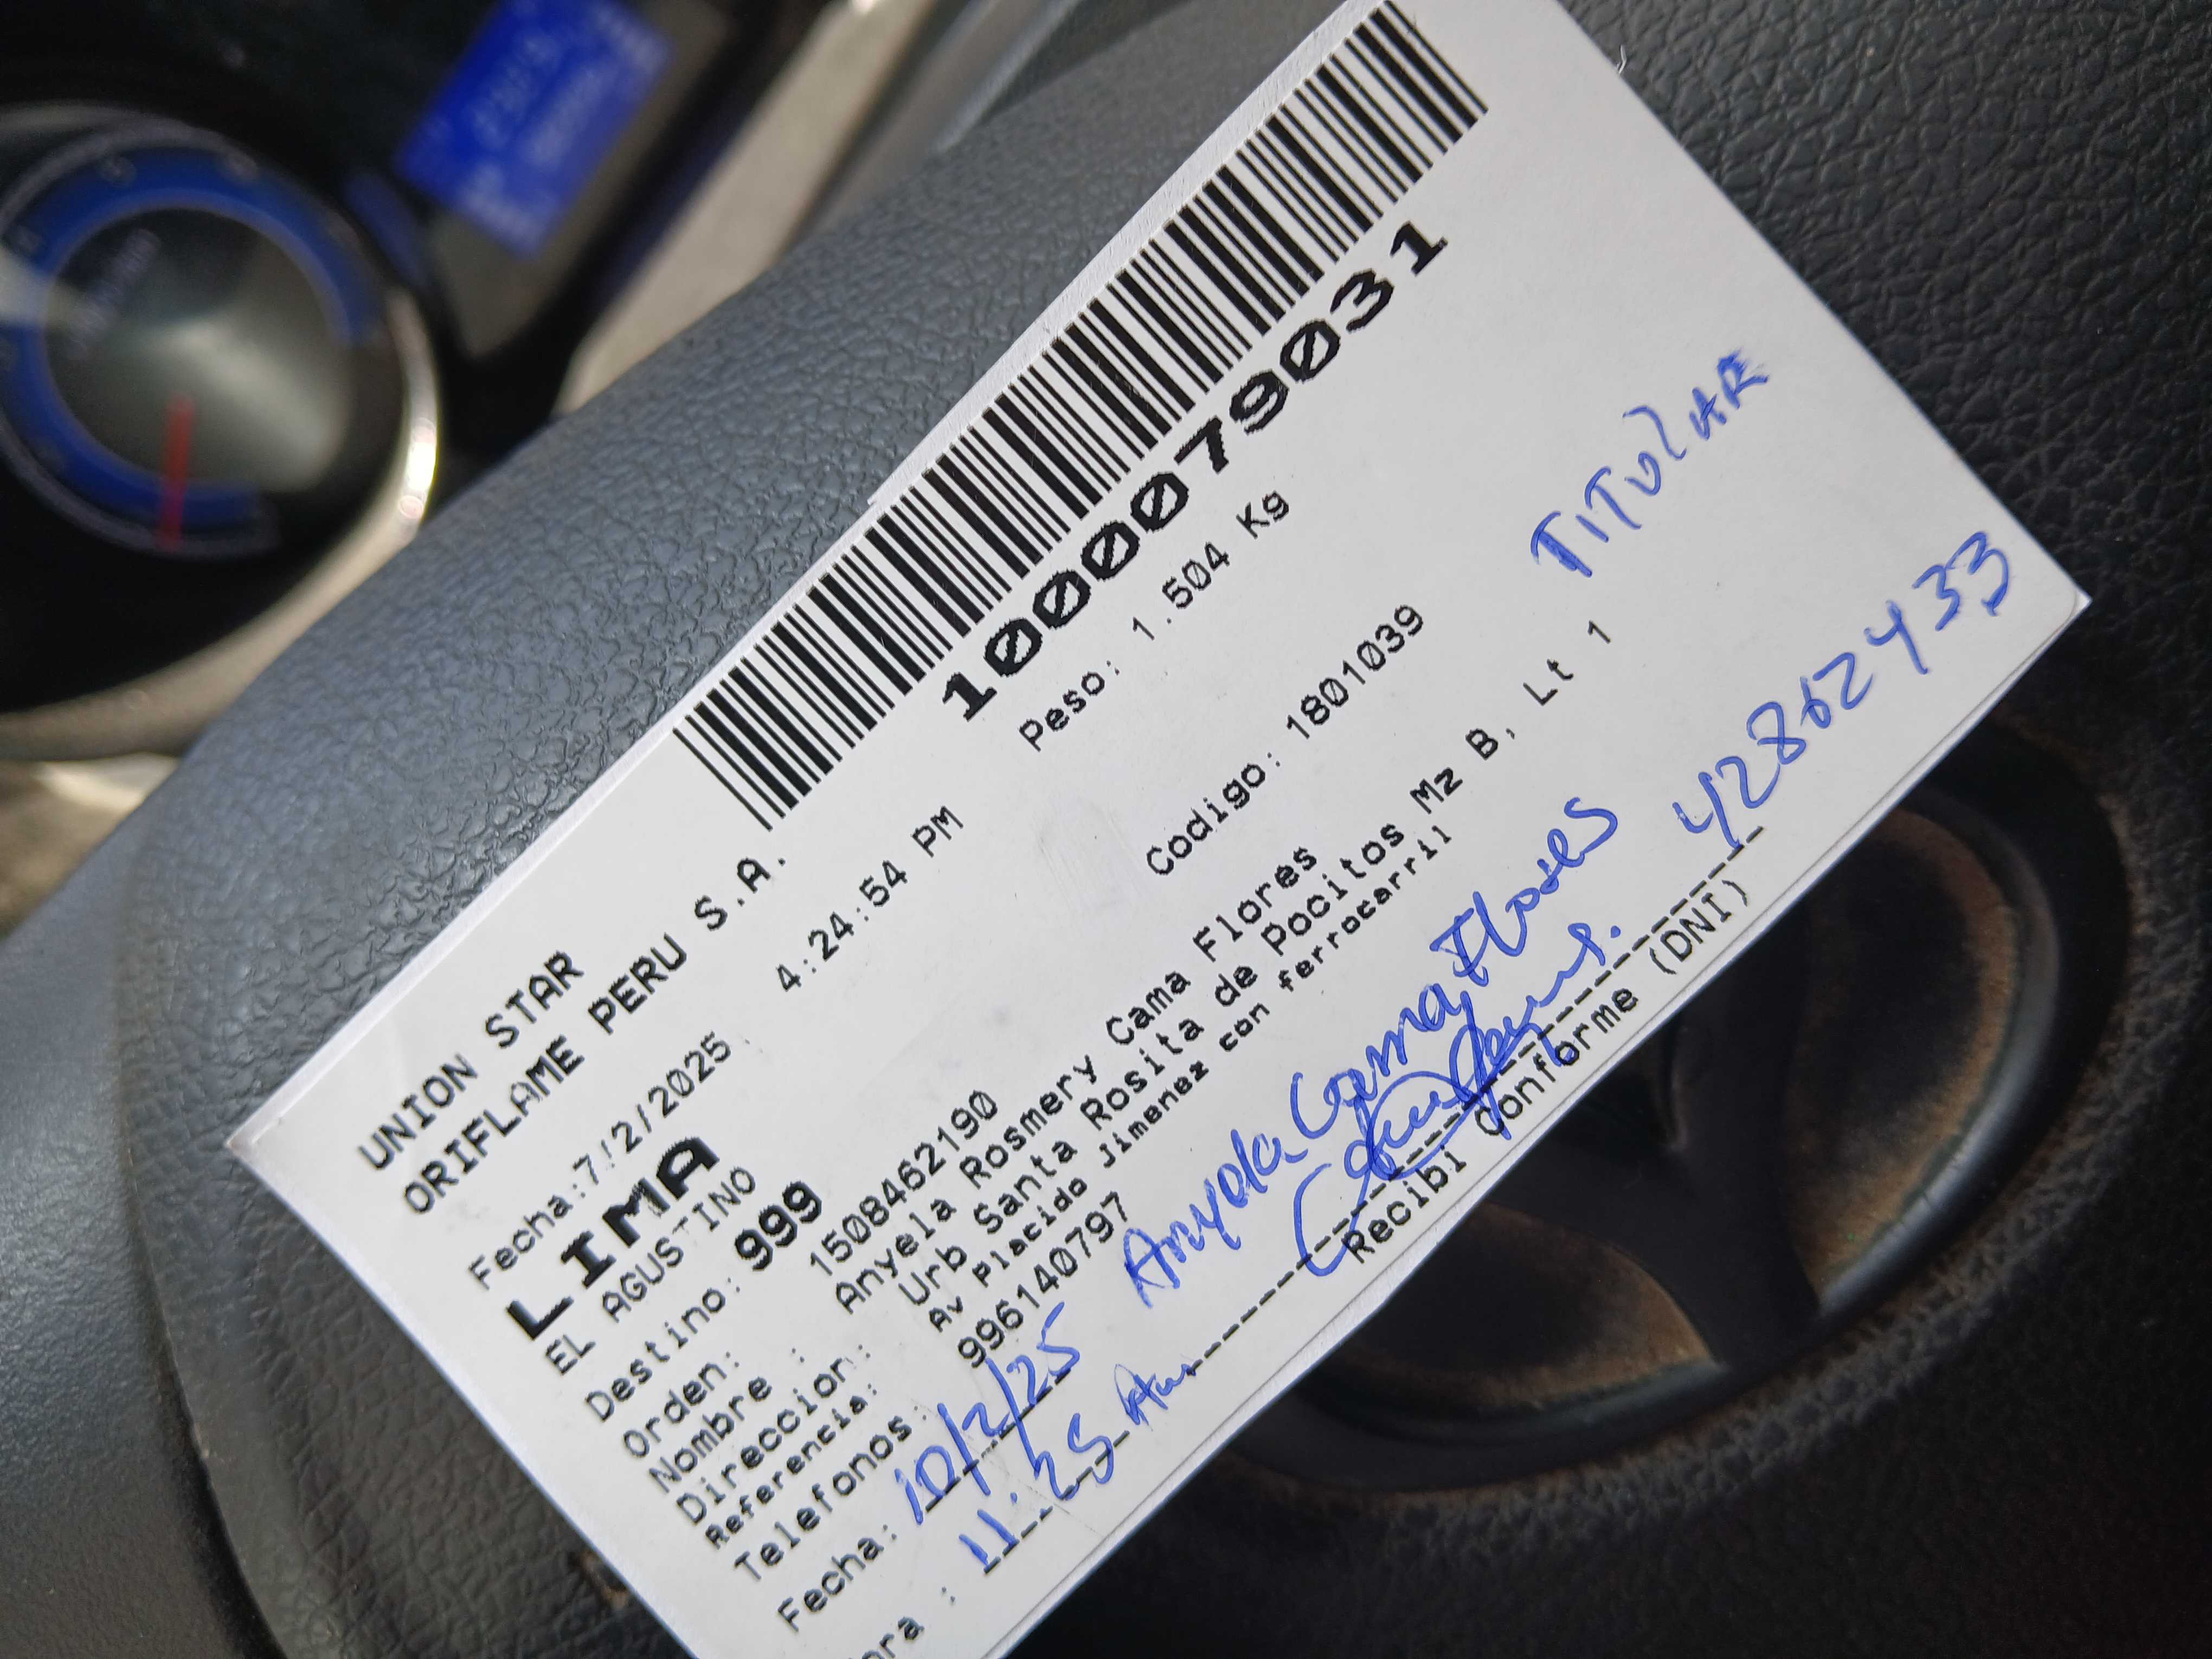 UNION STAR
ORIFLAME PERU S.A.
Fecha:7/2/2025 4:24:54 PM
1000079031
LIMA
Peso: 1.504 Kg
EL AGUSTINO
Destino: 999
Orden: 1508462190 Codigo: 1801039
Nombre : Anyela Rosmery Cama Flores
Direccion: Urb Santa Rosita de Pocitos Mz B, Lt 1
Referencia: Av Placido Jimenez con ferrocarril
Telefonos: 996140797
TITULAR
Fecha: 10/2/25 Anyela Cama Flores 42862433
ora : 11:25 Am
Recibi Conforme (DNI)